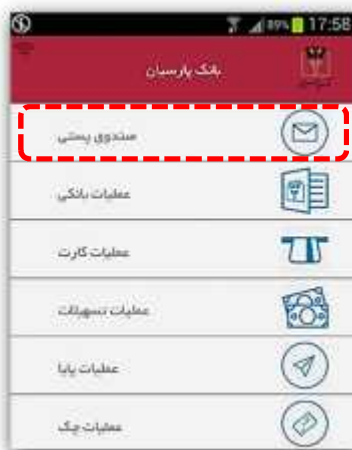 89% 17:58
بانک پارسیان
صندوق پستی
عملیات بانکی
عملیات کارت
عملیات تسهیلات
عملیات پایا
عملیات چک